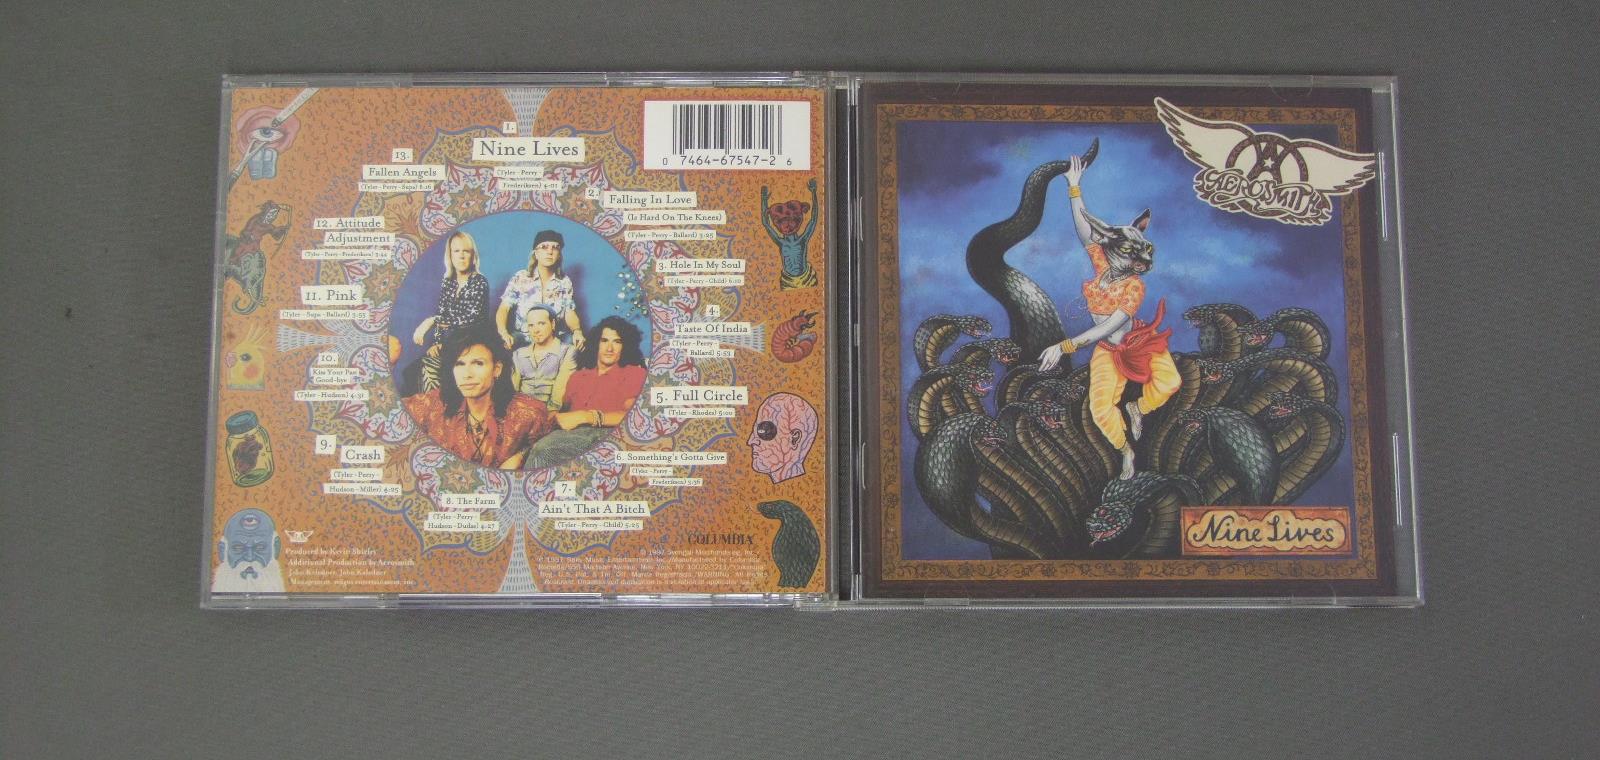 1.
Nine Lives
(Tyler - Perry -
Frederiksen) 4:01
2.
Falling In Love
(Is Hard On The Knees)
(Tyler - Perry - Ballard) 3:25
3. Hole In My Soul
(Tyler - Perry - Child) 6:10
4.
Taste Of India
(Tyler - Perry -
Ballard) 5:53
5. Full Circle
(Tyler - Rhodes) 5:00
6. Something's Gotta Give
(Tyler - Perry -
Frederiksen) 3:36
7.
Ain't That A Bitch
(Tyler - Perry - Child) 5:25
8. The Farm
(Tyler - Perry -
Hudson - Dudas) 4:27
9.
Crash
(Tyler - Perry -
Hudson - Miller) 4:25
10.
Kiss Your Past
Good-bye
(Tyler - Hudson) 4:31
11. Pink
(Tyler - Supa - Ballard) 3:55
12. Attitude
Adjustment
(Tyler - Perry - Frederiksen) 3:44
13.
Fallen Angels
(Tyler - Perry - Supa) 8:16
0 7464-67547-2 6
Produced by Kevin Shirley
Additional Production by Aerosmith
John Kalodner: John Kalodner
COLUMBIA
AEROSMITH
Nine Lives